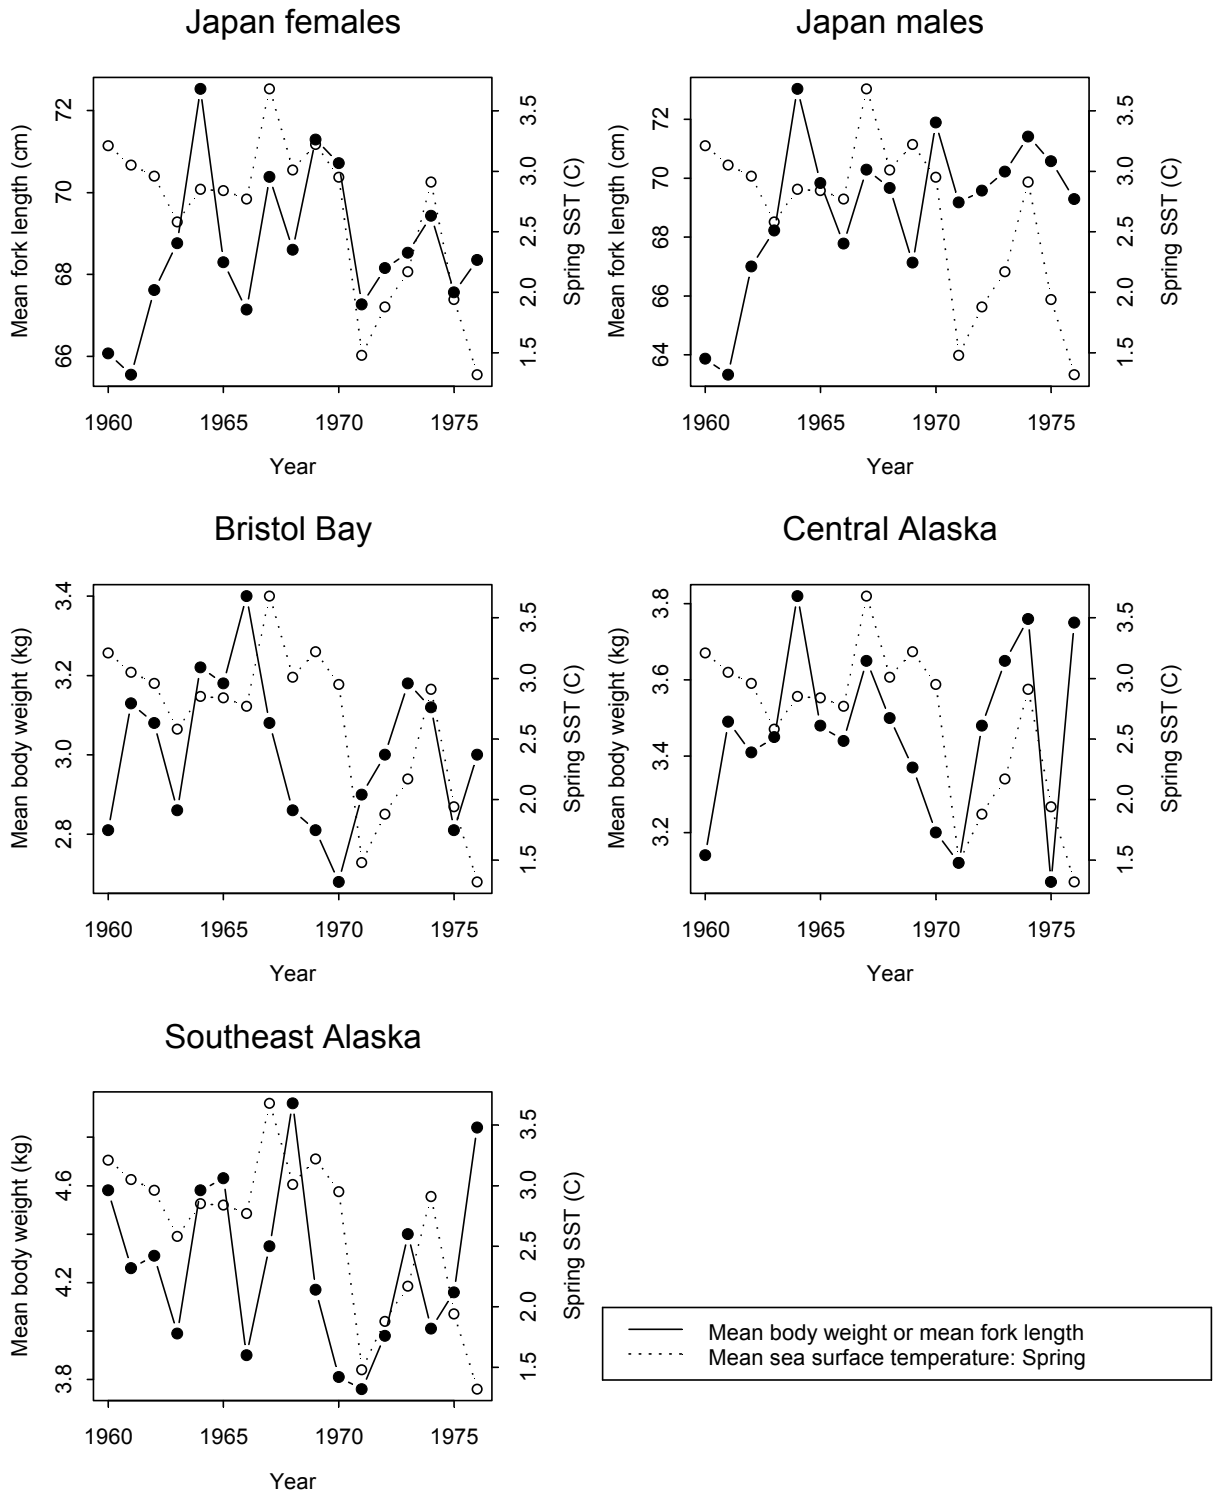 Japan females
Mean fork length (cm)
72
70
68
66
3.5
3.0
2.5
2.0
1.5
Spring SST (C)
1960 1965 1970 1975
Year
Japan males
Mean fork length (cm)
72
70
68
66
64
3.5
3.0
2.5
2.0
1.5
Spring SST (C)
1960 1965 1970 1975
Year
Bristol Bay
Mean body weight (kg)
3.4
3.2
3.0
2.8
3.5
3.0
2.5
2.0
1.5
Spring SST (C)
1960 1965 1970 1975
Year
Central Alaska
Mean body weight (kg)
3.8
3.6
3.4
3.2
3.5
3.0
2.5
2.0
1.5
Spring SST (C)
1960 1965 1970 1975
Year
Southeast Alaska
Mean body weight (kg)
4.6
4.2
3.8
3.5
3.0
2.5
2.0
1.5
Spring SST (C)
1960 1965 1970 1975
Year
Mean body weight or mean fork length
Mean sea surface temperature: Spring